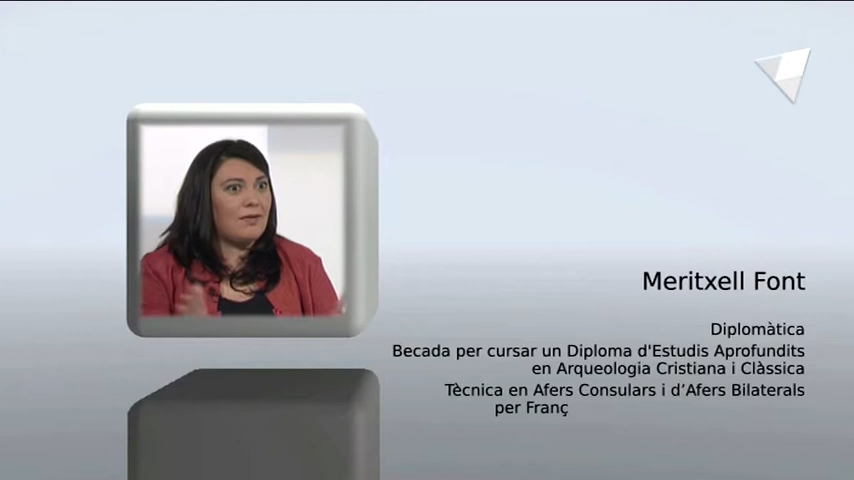 Meritxell Font
Diplomàtica
Becada per cursar un Diploma d'Estudis Aprofundits
en Arqueologia Cristiana i Clàssica
Tècnica en Afers Consulars i d’Afers Bilaterals
per Franç